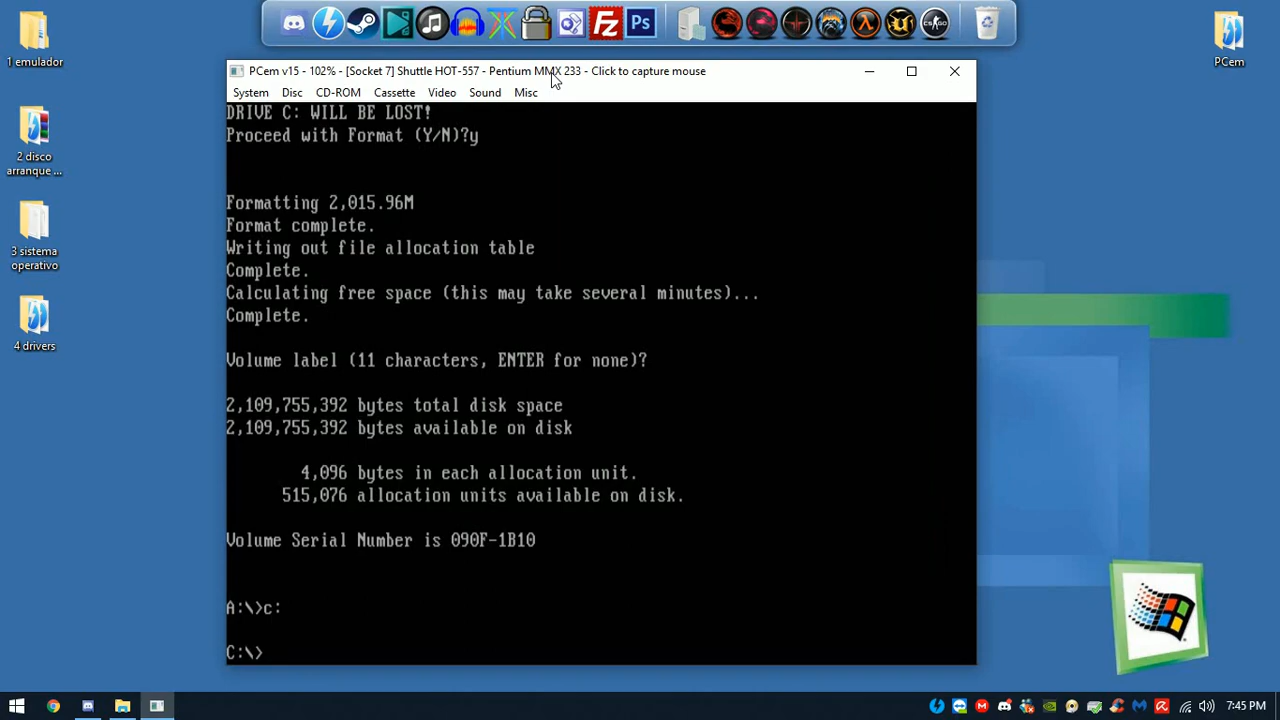 1 emulador
2 disco
arranque ...
3 sistema
operativo
4 drivers
Fz
Ps
CS:GO
PCem
PCem v15 - 102% - [Socket 7] Shuttle HOT-557 - Pentium MMX 233 - Click to capture mouse
System Disc CD-ROM Cassette Video Sound Misc
DRIVE C: WILL BE LOST!
Proceed with Format (Y/N)?y
Formatting 2,015.96M
Format complete.
Writing out file allocation table
Complete.
Calculating free space (this may take several minutes)...
Complete.
Volume label (11 characters, ENTER for none)?
2,109,755,392 bytes total disk space
2,109,755,392 bytes available on disk
4,096 bytes in each allocation unit.
515,076 allocation units available on disk.
Volume Serial Number is 090F-1B10
A:\>c:
C:\>
7:45 PM